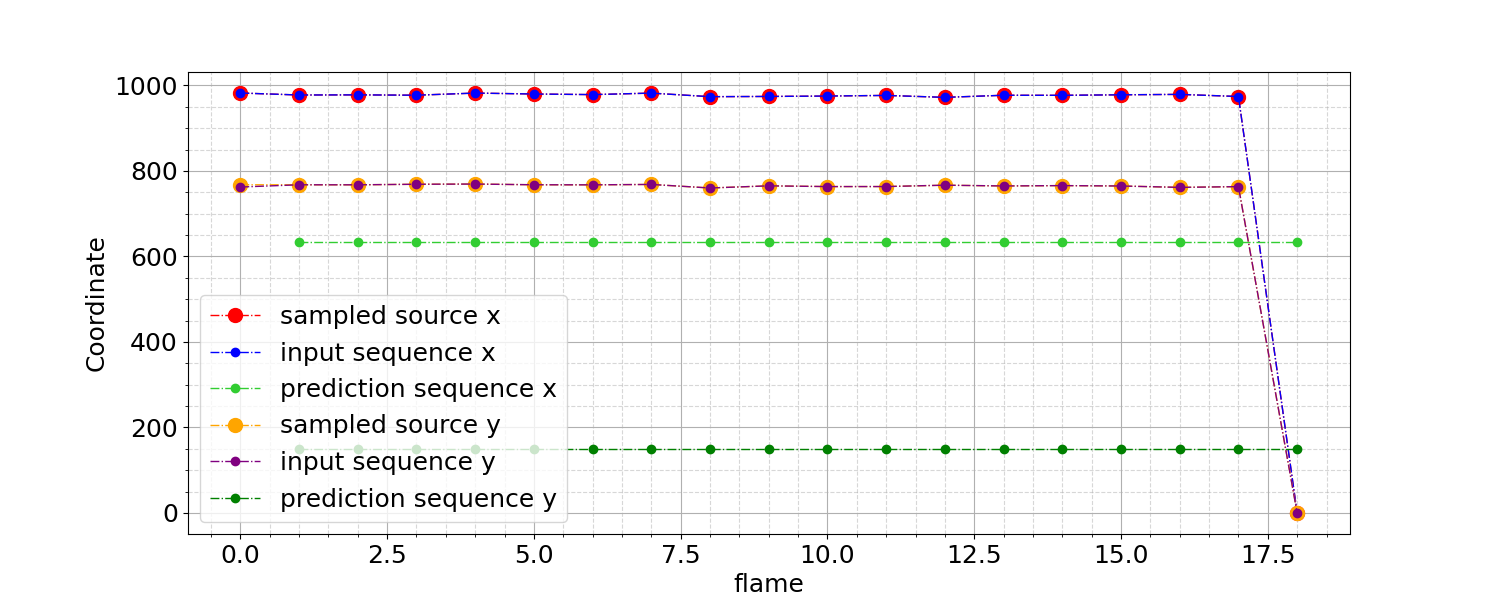 1000
800
600
400
200
0
Coordinate
sampled source x
input sequence x
prediction sequence x
sampled source y
input sequence y
prediction sequence y
0.0 2.5 5.0 7.5 10.0 12.5 15.0 17.5
flame